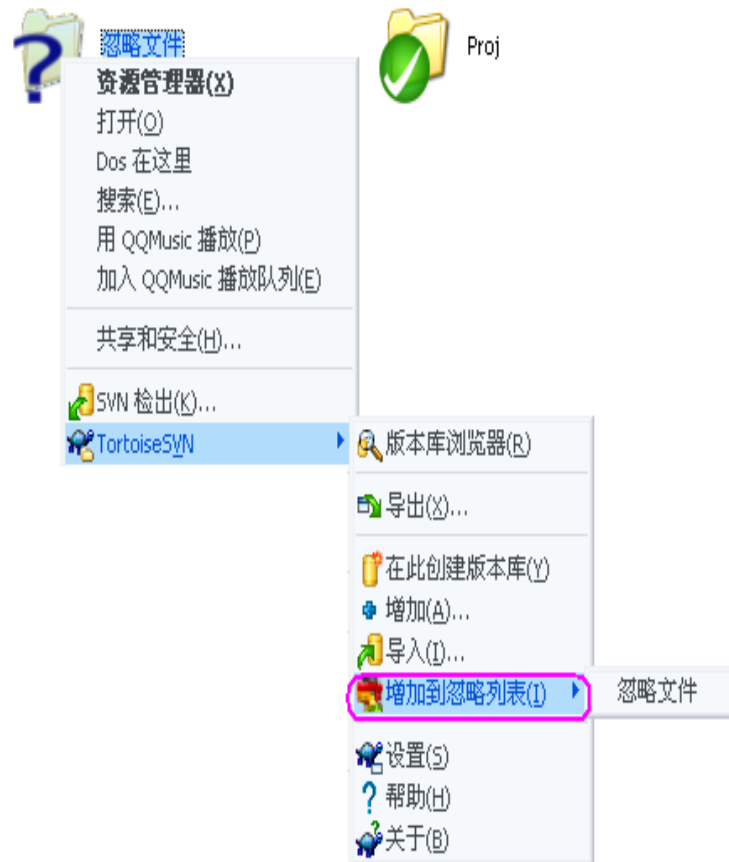 忽略文件
Proj
资源管理器(X)
打开(O)
Dos 在这里
搜索(E)...
用 QQMusic 播放(P)
加入 QQMusic 播放队列(E)
共享和安全(H)...
SVN 检出(K)...
TortoiseSVN
版本库浏览器(R)
导出(X)...
在此创建版本库(Y)
增加(A)...
导入(I)...
增加到忽略列表(I)
忽略文件
设置(S)
帮助(H)
关于(B)